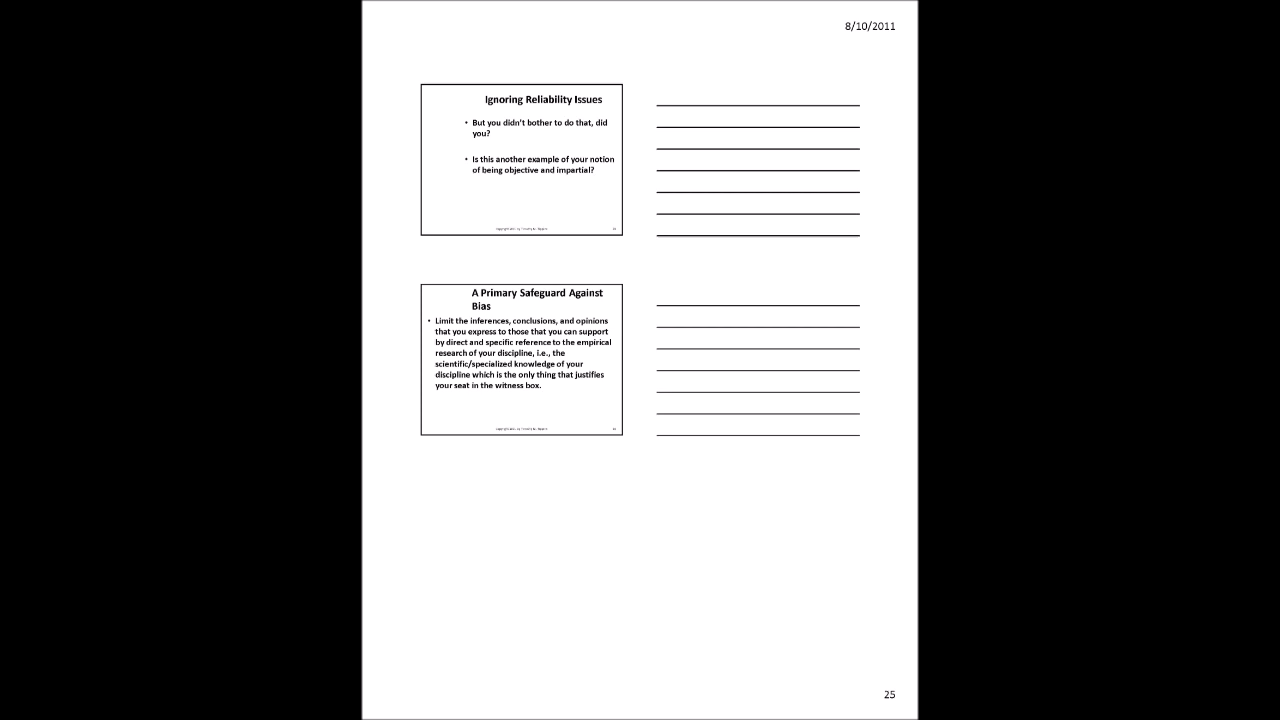 8/10/2011
Ignoring Reliability Issues
• But you didn't bother to do that, did
you?
• Is this another example of your notion
of being objective and impartial?
A Primary Safeguard Against
Bias
• Limit the inferences, conclusions, and opinions
that you express to those that you can support
by direct and specific reference to the empirical
research of your discipline, i.e., the
scientific/specialized knowledge of your
discipline which is the only thing that justifies
your seat in the witness box.
25